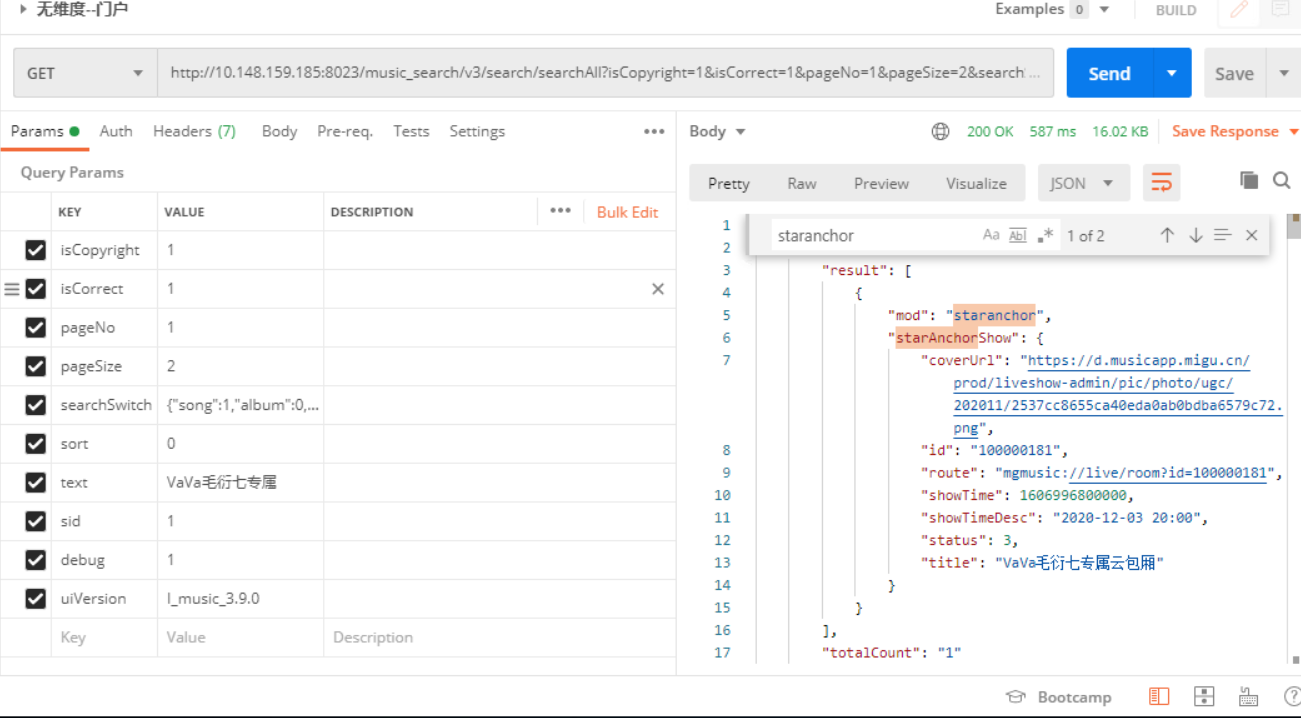 无维度--门户
Examples 0 BUILD
GET http://10.148.159.185:8023/music_search/v3/search/searchAll?isCopyright=1&isCorrect=1&pageNo=1&pageSize=2&search ... Send Save
Params Auth Headers (7) Body Pre-req. Tests Settings •••
Query Params
KEY VALUE DESCRIPTION ••• Bulk Edit
isCopyright 1
isCorrect 1
pageNo 1
pageSize 2
searchSwitch {"song":1,"album":0,...
sort 0
text VaVa毛衍七专属
sid 1
debug 1
uiVersion I_music_3.9.0
Key Value Description
Body 200 OK 587 ms 16.02 KB Save Response
Pretty Raw Preview Visualize JSON
staranchor Aa Abl .* 1 of 2
1
2
3 "result": [
4 {
5 "mod": "staranchor",
6 "starAnchorShow": {
7 "coverUrl": "https://d.musicapp.migu.cn/
prod/liveshow-admin/pic/photo/ugc/
202011/2537cc8655ca40eda0ab0bdba6579c72.
png",
8 "id": "100000181",
9 "route": "mgmusic://live/room?id=100000181",
10 "showTime": 1606996800000,
11 "showTimeDesc": "2020-12-03 20:00",
12 "status": 3,
13 "title": "VaVa毛衍七专属云包厢"
14 }
15 }
16 ],
17 "totalCount": "1"
Bootcamp